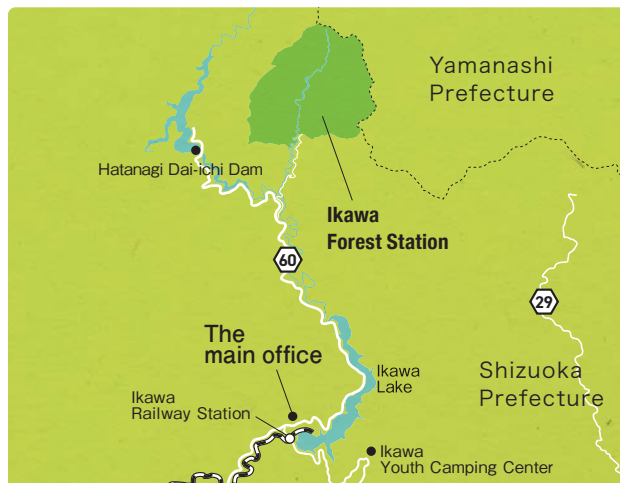 Yamanashi
Prefecture
Hatanagi Dai-ichi Dam
Ikawa
Forest Station
60
29
The
main office
Ikawa
Lake
Shizuoka
Prefecture
Ikawa
Railway Station
Ikawa
Youth Camping Center